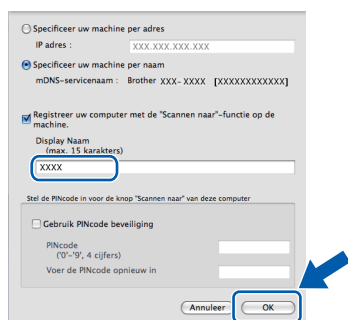 Specificeer uw machine per adres
IP adres : XXX.XXX.XXX.XXX
Specificeer uw machine per naam
mDNS-servicenaam : Brother XXX-XXXX [XXXXXXXXXXXX]
Registreer uw computer met de "Scannen naar"-functie op de
machine.
Display Naam
(max. 15 karakters)
XXXX
Stel de PINcode in voor de knop "Scannen naar" van deze computer
Gebruik PINcode beveiliging
PINcode
('0'-'9', 4 cijfers)
Voer de PINcode opnieuw in
Annuleer OK